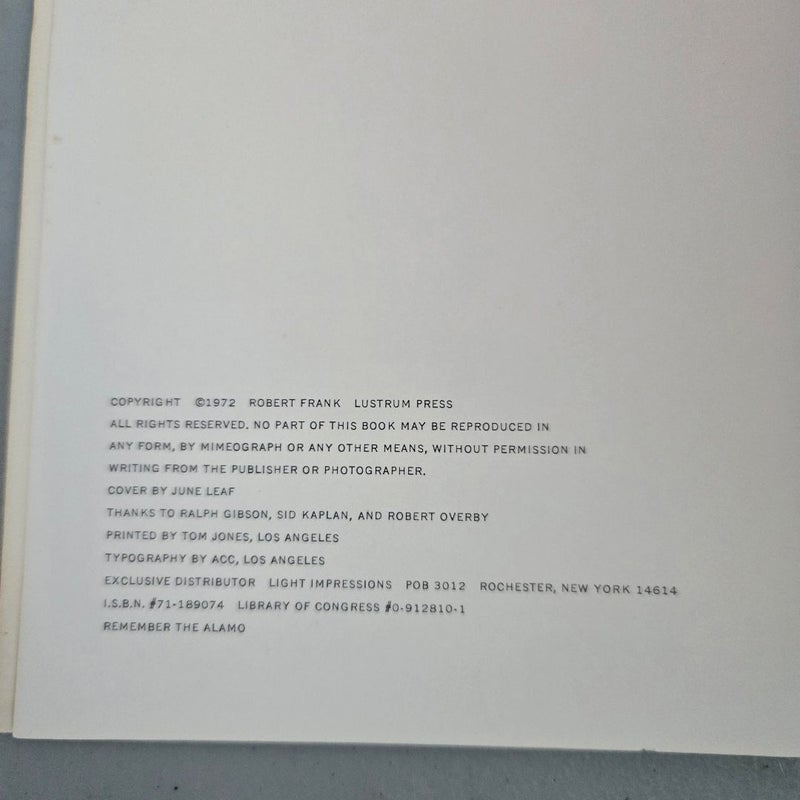 COPYRIGHT ©1972 ROBERT FRANK LUSTRUM PRESS
ALL RIGHTS RESERVED. NO PART OF THIS BOOK MAY BE REPRODUCED IN
ANY FORM, BY MIMEOGRAPH OR ANY OTHER MEANS, WITHOUT PERMISSION IN
WRITING FROM THE PUBLISHER OR PHOTOGRAPHER.
COVER BY JUNE LEAF
THANKS TO RALPH GIBSON, SID KAPLAN, AND ROBERT OVERBY
PRINTED BY TOM JONES, LOS ANGELES
TYPOGRAPHY BY ACC, LOS ANGELES
EXCLUSIVE DISTRIBUTOR LIGHT IMPRESSIONS POB 3012 ROCHESTER, NEW YORK 14614
I.S.B.N. #71-189074 LIBRARY OF CONGRESS #0-912810-1
REMEMBER THE ALAMO